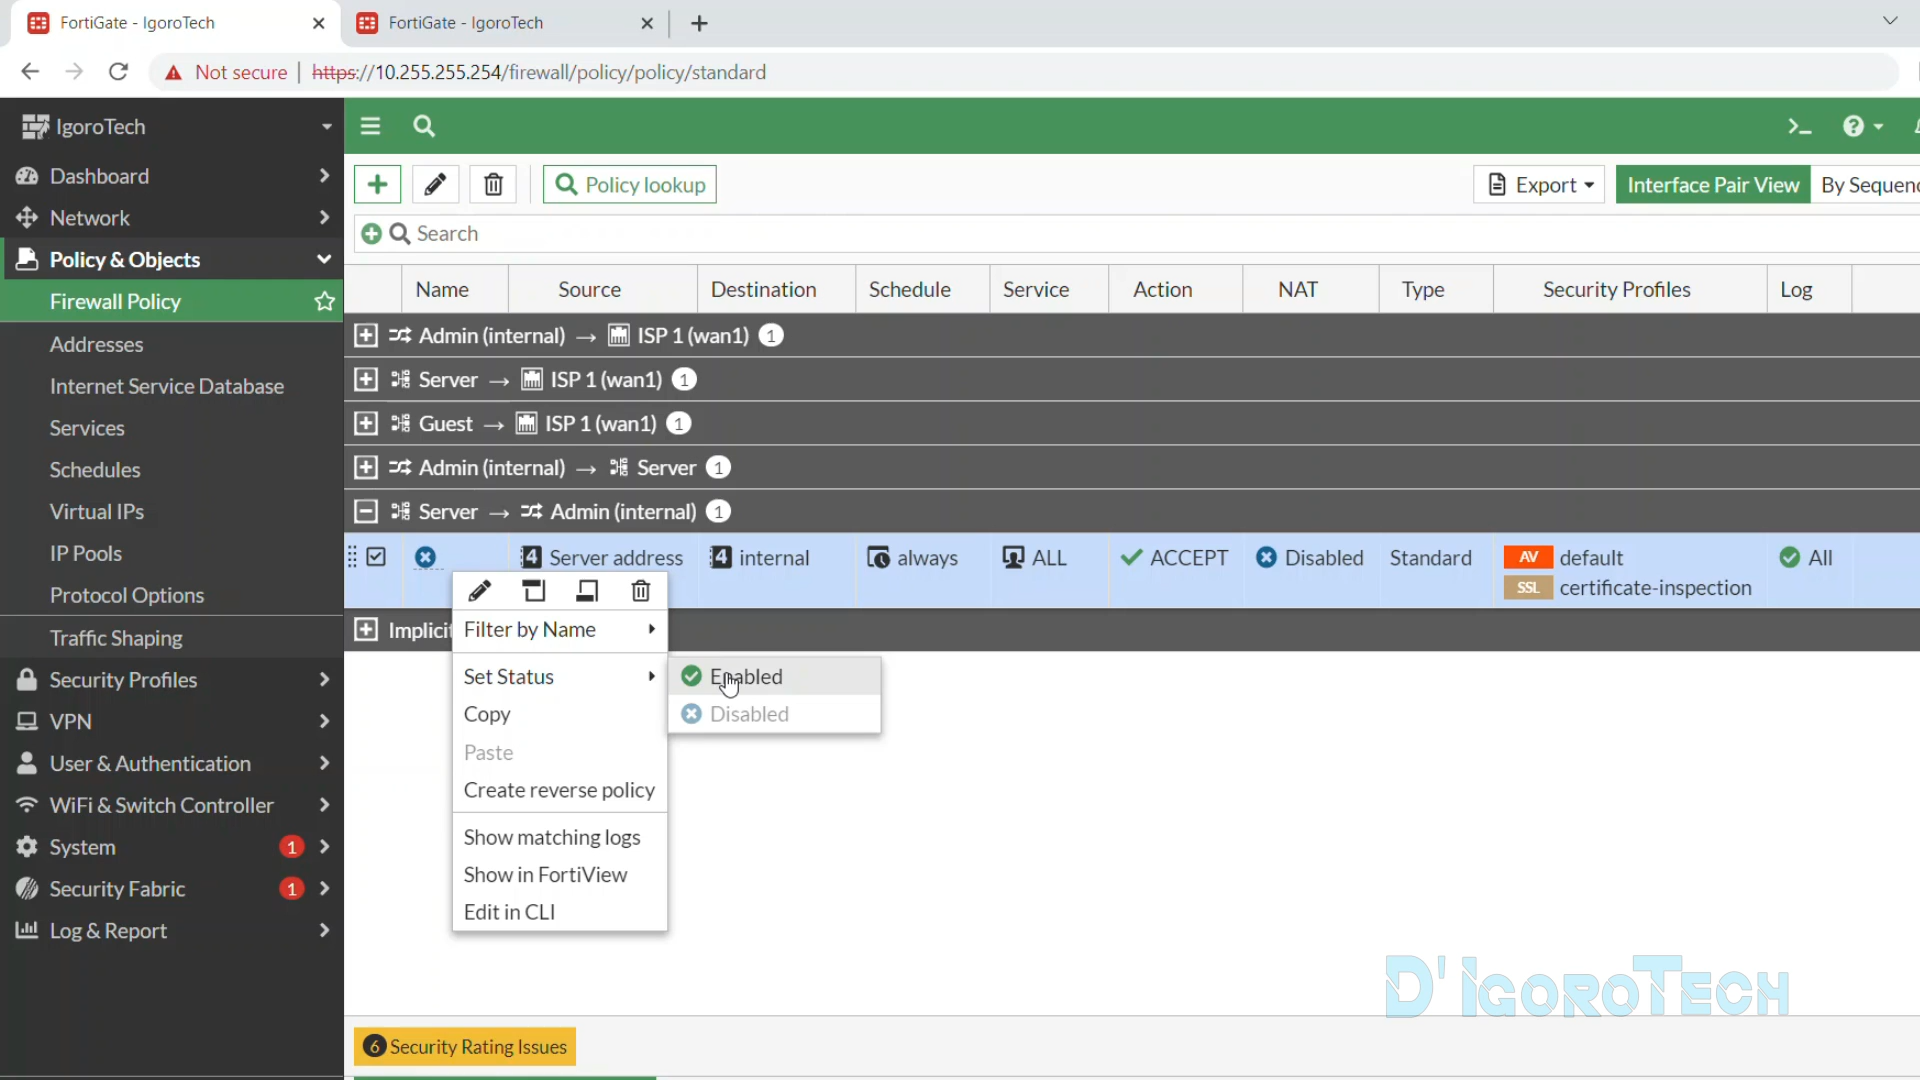 FortiGate - IgoroTech
FortiGate - IgoroTech
Not secure | https://10.255.255.254/firewall/policy/policy/standard
IgoroTech
Dashboard
Network
Policy & Objects
Firewall Policy
Addresses
Internet Service Database
Services
Schedules
Virtual IPs
IP Pools
Protocol Options
Traffic Shaping
Security Profiles
VPN
User & Authentication
WiFi & Switch Controller
System 1
Security Fabric 1
Log & Report
Policy lookup
Export
Interface Pair View
By Sequenc
Search
Name Source Destination Schedule Service Action NAT Type Security Profiles Log
Admin (internal) → ISP 1 (wan1) 1
Server → ISP 1 (wan1) 1
Guest → ISP 1 (wan1) 1
Admin (internal) → Server 1
Server → Admin (internal) 1
4 Server address 4 internal always ALL ACCEPT Disabled Standard AV default All
SSL certificate-inspection
Implicit
Filter by Name
Set Status
Copy
Paste
Create reverse policy
Show matching logs
Show in FortiView
Edit in CLI
Enabled
Disabled
D'IGOROTECH
6 Security Rating Issues